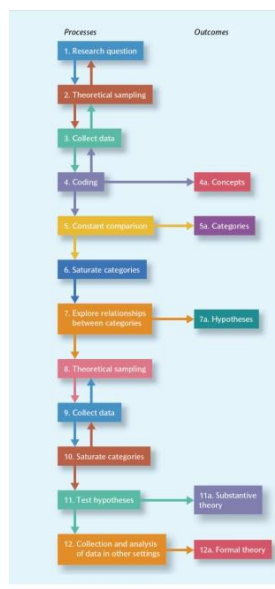 Processes Outcomes
1. Research question
2. Theoretical sampling
3. Collect data
4. Coding 4a. Concepts
5. Constant comparison 5a. Categories
6. Saturate categories
7. Explore relationships
between categories 7a. Hypotheses
8. Theoretical sampling
9. Collect data
10. Saturate categories
11. Test hypotheses 11a. Substantive
theory
12. Collection and analysis
of data in other settings 12a. Formal theory